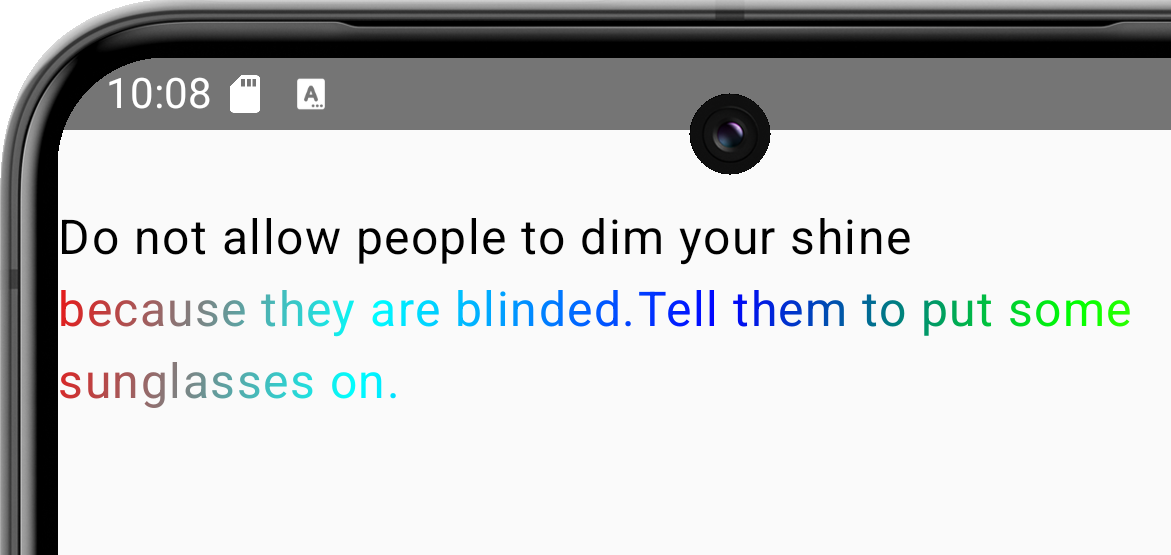 10:08
Do not allow people to dim your shine
because they are blinded.Tell them to put some
sunglasses on.